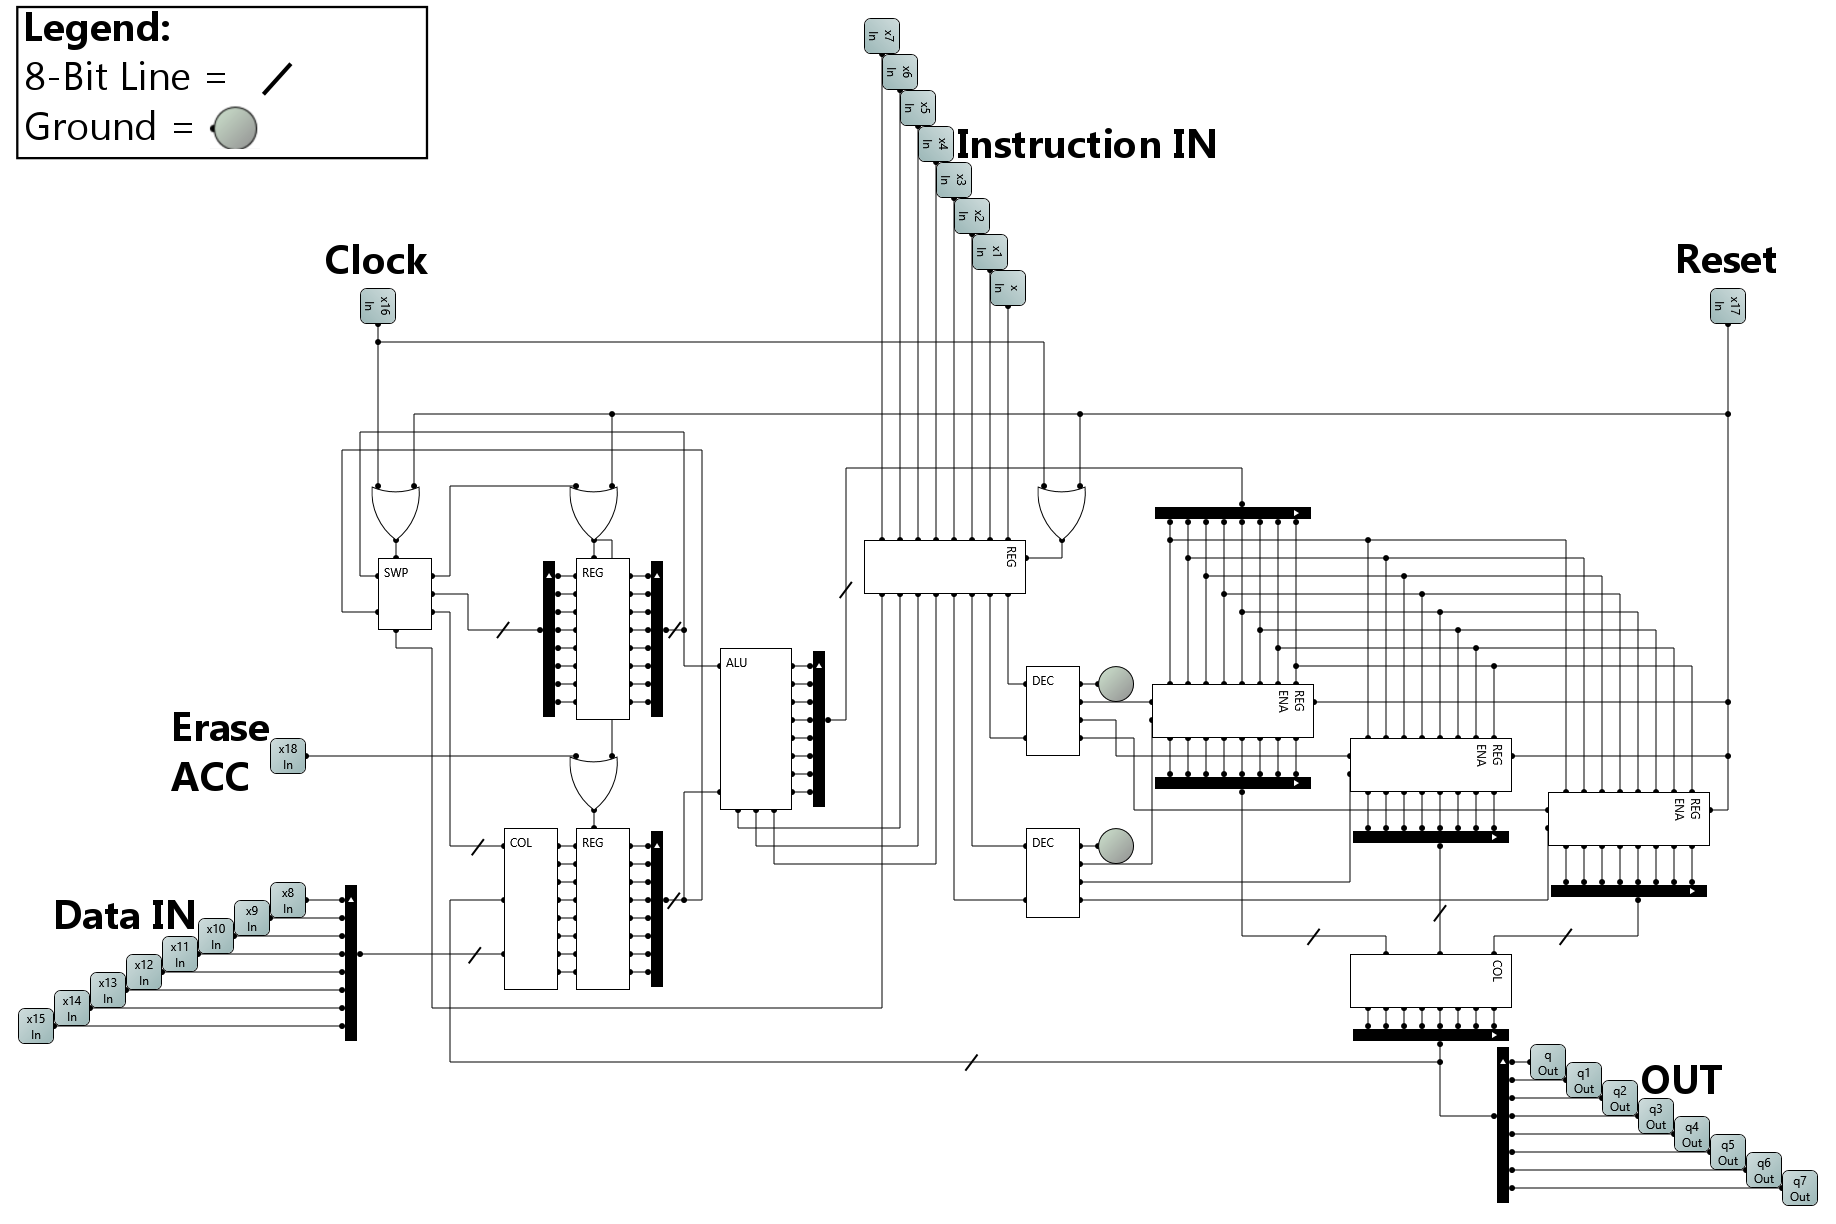 Legend:
8-Bit Line =
Ground =
x7
In
x6
In
x5
In
x4
In
Instruction IN
x3
In
x2
In
x1
In
x
In
Clock
x16
In
Reset
x17
In
SWP
REG
REG
ALU
DEC
REG
ENA
REG
ENA
REG
ENA
Erase
ACC
x18
In
COL
REG
DEC
Data IN
x8
In
x9
In
x10
In
x11
In
x12
In
x13
In
x14
In
x15
In
COL
OUT
q
Out
q1
Out
q2
Out
q3
Out
q4
Out
q5
Out
q6
Out
q7
Out